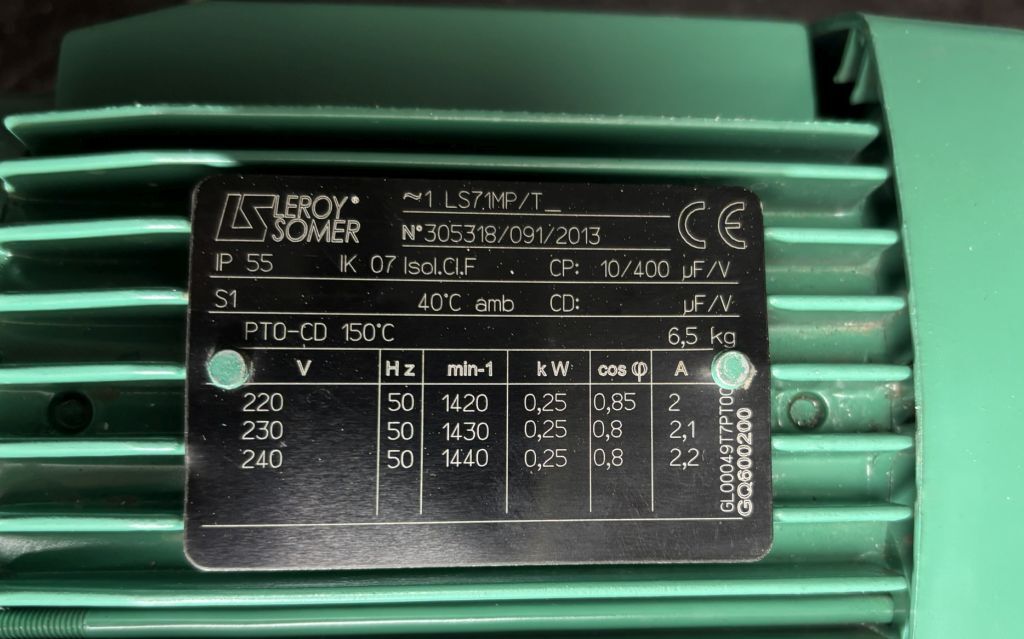 LEROY®
SOMER
~1 LS71MP/T_
N°305318/091/2013
CE
IP 55 IK 07 Isol.Cl.F . CP: 10/400 µF/V
S1 40°C amb CD: µF/V
PTO-CD 150°C 6,5 kg
V Hz min-1 kW cos φ A
220 50 1420 0,25 0,85 2
230 50 1430 0,25 0,8 2,1
240 50 1440 0,25 0,8 2,2
GQ600200